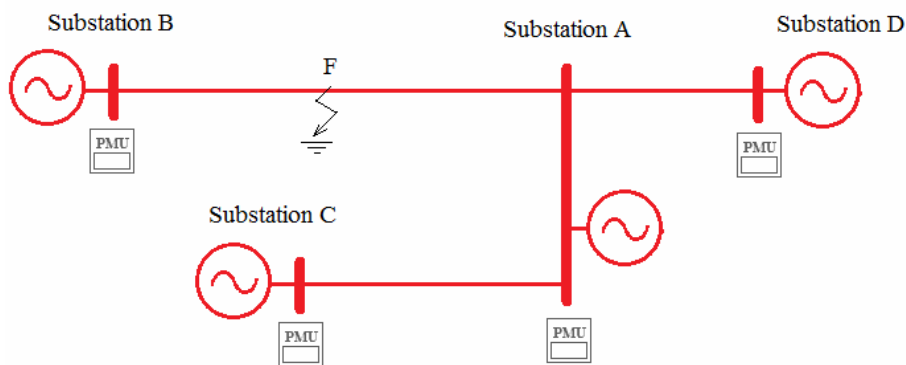 Substation B
Substation A
Substation D
F
PMU
PMU
Substation C
PMU
PMU